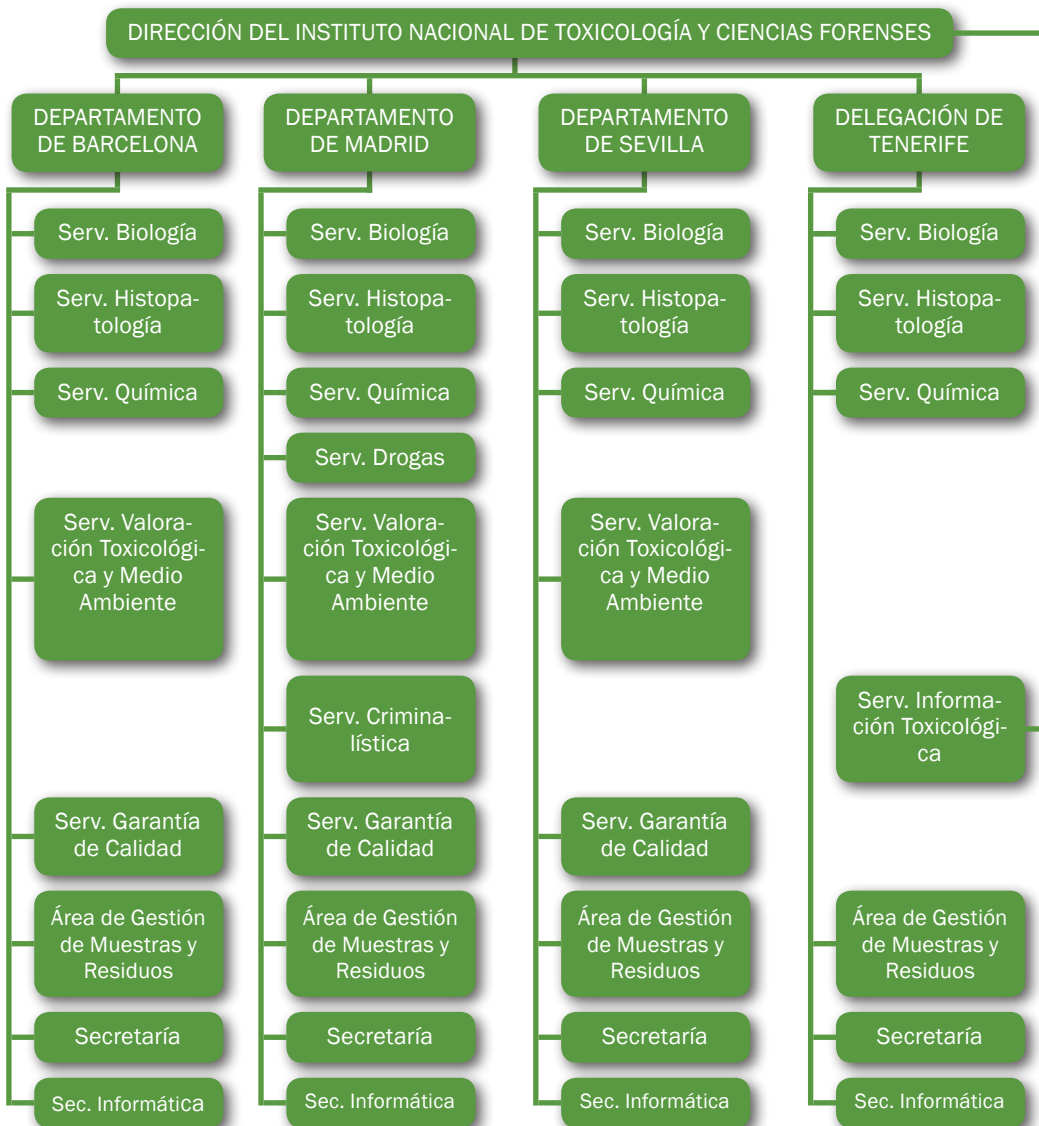 DIRECCIÓN DEL INSTITUTO NACIONAL DE TOXICOLOGÍA Y CIENCIAS FORENSES
DEPARTAMENTO
DE BARCELONA
Serv. Biología
Serv. Histopa-
tología
Serv. Química
Serv. Valora-
ción Toxicológi-
ca y Medio
Ambiente
Serv. Garantía
de Calidad
Área de Gestión
de Muestras y
Residuos
Secretaría
Sec. Informática
DEPARTAMENTO
DE MADRID
Serv. Biología
Serv. Histopa-
tología
Serv. Química
Serv. Drogas
Serv. Valora-
ción Toxicológi-
ca y Medio
Ambiente
Serv. Crimina-
lística
Serv. Garantía
de Calidad
Área de Gestión
de Muestras y
Residuos
Secretaría
Sec. Informática
DEPARTAMENTO
DE SEVILLA
Serv. Biología
Serv. Histopa-
tología
Serv. Química
Serv. Valora-
ción Toxicológi-
ca y Medio
Ambiente
Serv. Garantía
de Calidad
Área de Gestión
de Muestras y
Residuos
Secretaría
Sec. Informática
DELEGACIÓN DE
TENERIFE
Serv. Biología
Serv. Histopa-
tología
Serv. Química
Serv. Informa-
ción Toxicológi-
ca
Área de Gestión
de Muestras y
Residuos
Secretaría
Sec. Informática